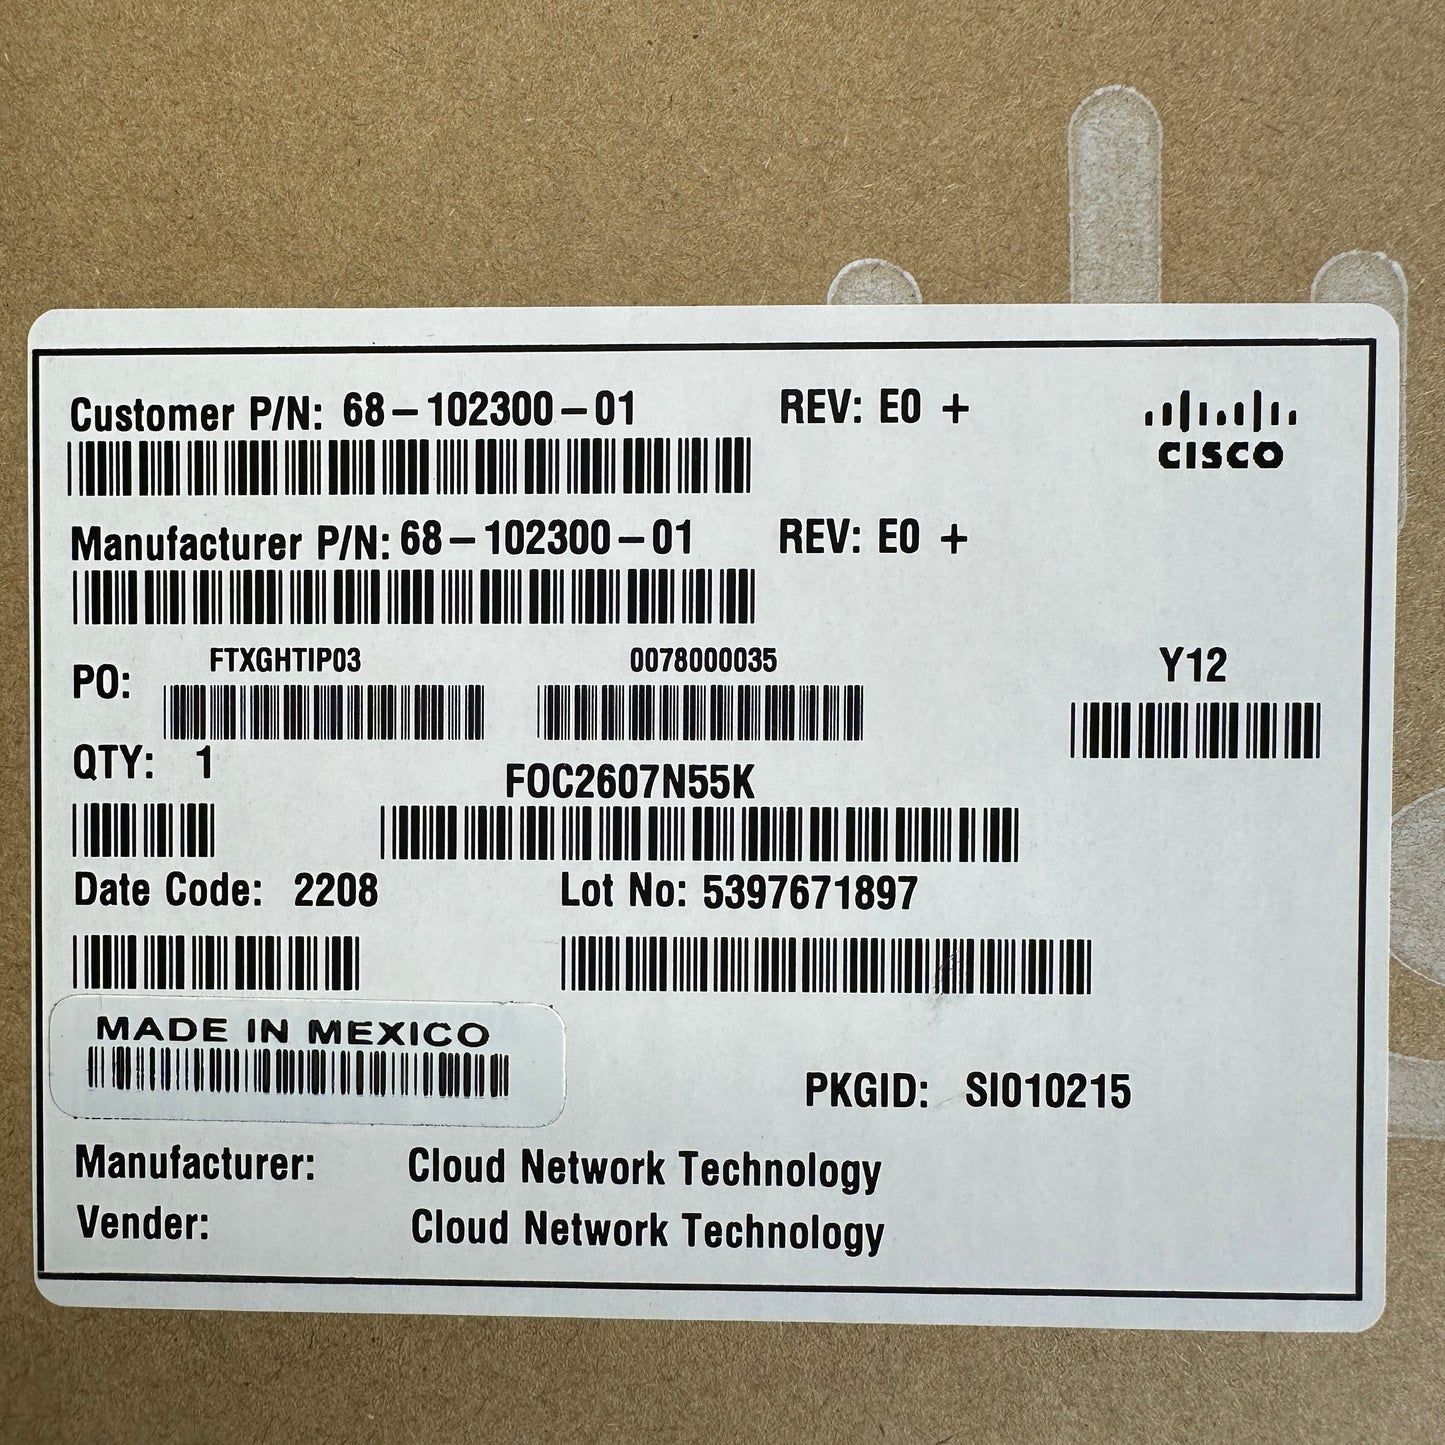 Customer P/N: 68-102300-01 REV: E0 +
CISCO
Manufacturer P/N: 68-102300-01 REV: E0 +
PO: FTXGHTIP03 0078000035 Y12
QTY: 1
FOC2607N55K
Date Code: 2208 Lot No: 5397671897
MADE IN MEXICO
PKGID: SI010215
Manufacturer: Cloud Network Technology
Vender: Cloud Network Technology